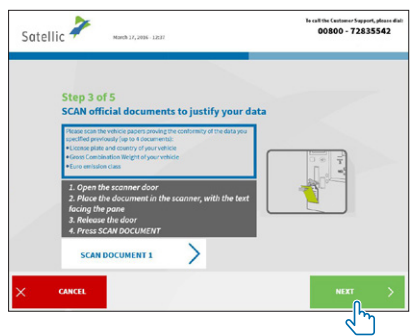 Satellic
March 17, 2016 - 12:37
To call the Customer Support, please dial:
00800 - 72835542
Step 3 of 5
SCAN official documents to justify your data
Please scan the vehicle papers proving the conformity of the data you
specified previously (up to 4 documents):
• License plate and country of your vehicle
• Gross Combination Weight of your vehicle
• Euro emission class
1. Open the scanner door
2. Place the document in the scanner, with the text
facing the pane
3. Release the door
4. Press SCAN DOCUMENT
SCAN DOCUMENT 1
CANCEL
NEXT